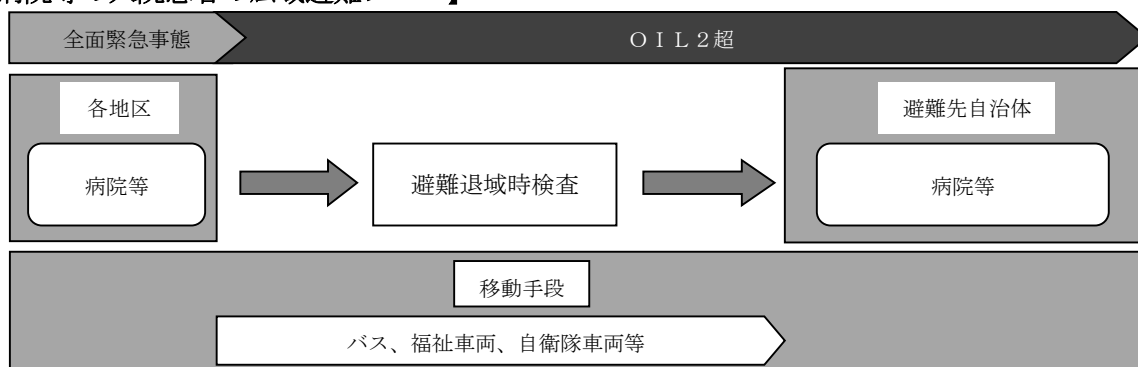 全面緊急事態
ＯＩＬ２超
各地区
避難先自治体
病院等
避難退域時検査
病院等
移動手段
バス、福祉車両、自衛隊車両等